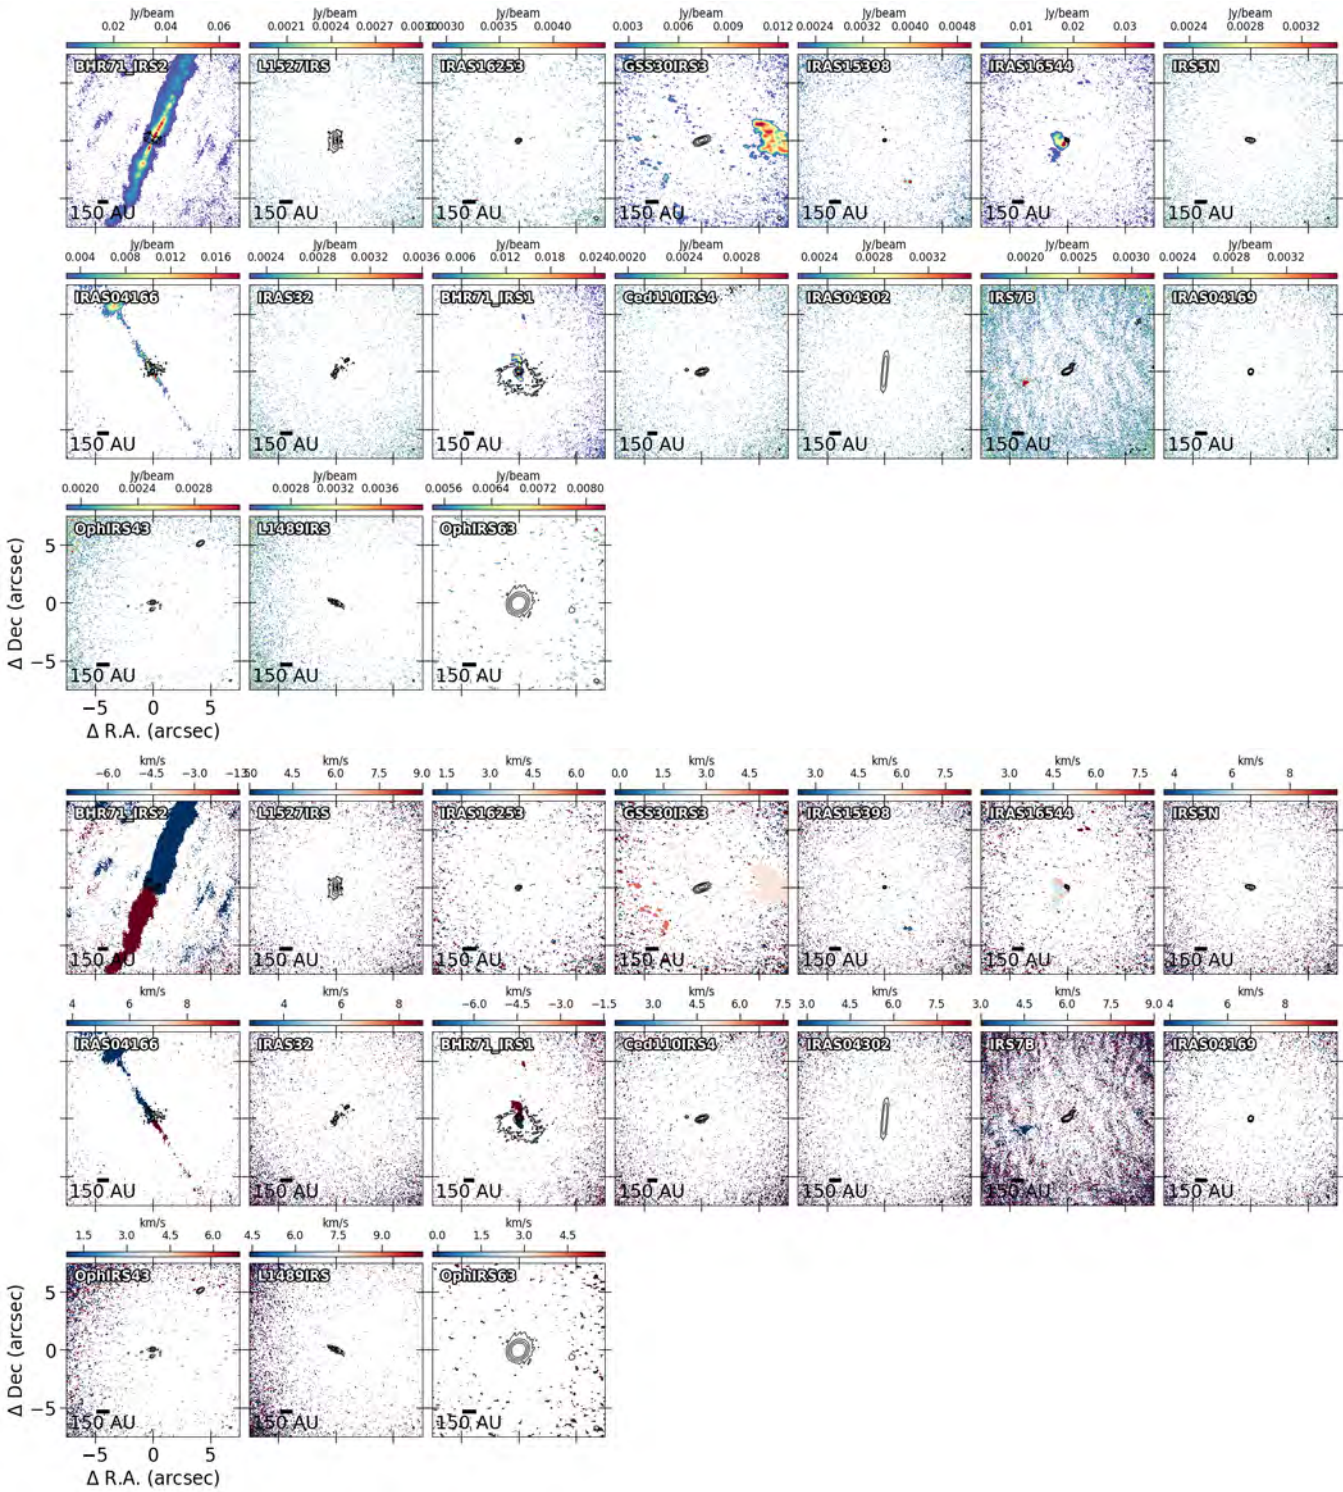 Jy/beam Jy/beam Jy/beam Jy/beam Jy/beam Jy/beam Jy/beam
0.02 0.04 0.06 0.0021 0.0024 0.0027 0.0030 0.0035 0.0040 0.003 0.006 0.009 0.012 0.0024 0.0032 0.0040 0.0048 0.01 0.02 0.03 0.0024 0.0028 0.0032
BHR71_IRS2 L1527IRS IRAS16253 GSS30IRS3 IRAS15398 IRAS16544 IRS5N
150 AU 150 AU 150 AU 150 AU 150 AU 150 AU 150 AU
Jy/beam Jy/beam Jy/beam Jy/beam Jy/beam Jy/beam Jy/beam
0.004 0.008 0.012 0.016 0.0024 0.0028 0.0032 0.0036 0.006 0.012 0.018 0.024 0.0020 0.0024 0.0028 0.0024 0.0028 0.0032 0.0020 0.0025 0.0030 0.0024 0.0028 0.0032
IRAS04166 IRAS32 BHR71_IRS1 Ced110IRS4 IRAS04302 IRS7B IRAS04169
150 AU 150 AU 150 AU 150 AU 150 AU 150 AU 150 AU
Jy/beam Jy/beam Jy/beam
0.0020 0.0024 0.0028 0.0028 0.0032 0.0036 0.0056 0.0064 0.0072 0.0080
OphIRS43 L1489IRS OphIRS63
5
0
−5
Δ Dec (arcsec)
150 AU 150 AU 150 AU
−5 0 5
Δ R.A. (arcsec)
km/s km/s km/s km/s km/s km/s km/s
−6.0 −4.5 −3.0 4.5 6.0 7.5 9.0 1.5 3.0 4.5 6.0 0.0 1.5 3.0 4.5 3.0 4.5 6.0 7.5 3.0 4.5 6.0 7.5 4 6 8
BHR71_IRS2 L1527IRS IRAS16253 GSS30IRS3 IRAS15398 IRAS16544 IRS5N
150 AU 150 AU 150 AU 150 AU 150 AU 150 AU 150 AU
km/s km/s km/s km/s km/s km/s km/s
4 6 8 4 6 8 −6.0 −4.5 −3.0 −1.5 3.0 4.5 6.0 7.5 3.0 4.5 6.0 7.5 3.0 4.5 6.0 7.5 9.0 4 6 8
IRAS04166 IRAS32 BHR71_IRS1 Ced110IRS4 IRAS04302 IRS7B IRAS04169
150 AU 150 AU 150 AU 150 AU 150 AU 150 AU 150 AU
km/s km/s km/s
1.5 3.0 4.5 6.0 4.5 6.0 7.5 9.0 0.0 1.5 3.0 4.5
OphIRS43 L1489IRS OphIRS63
5
0
−5
Δ Dec (arcsec)
150 AU 150 AU 150 AU
−5 0 5
Δ R.A. (arcsec)